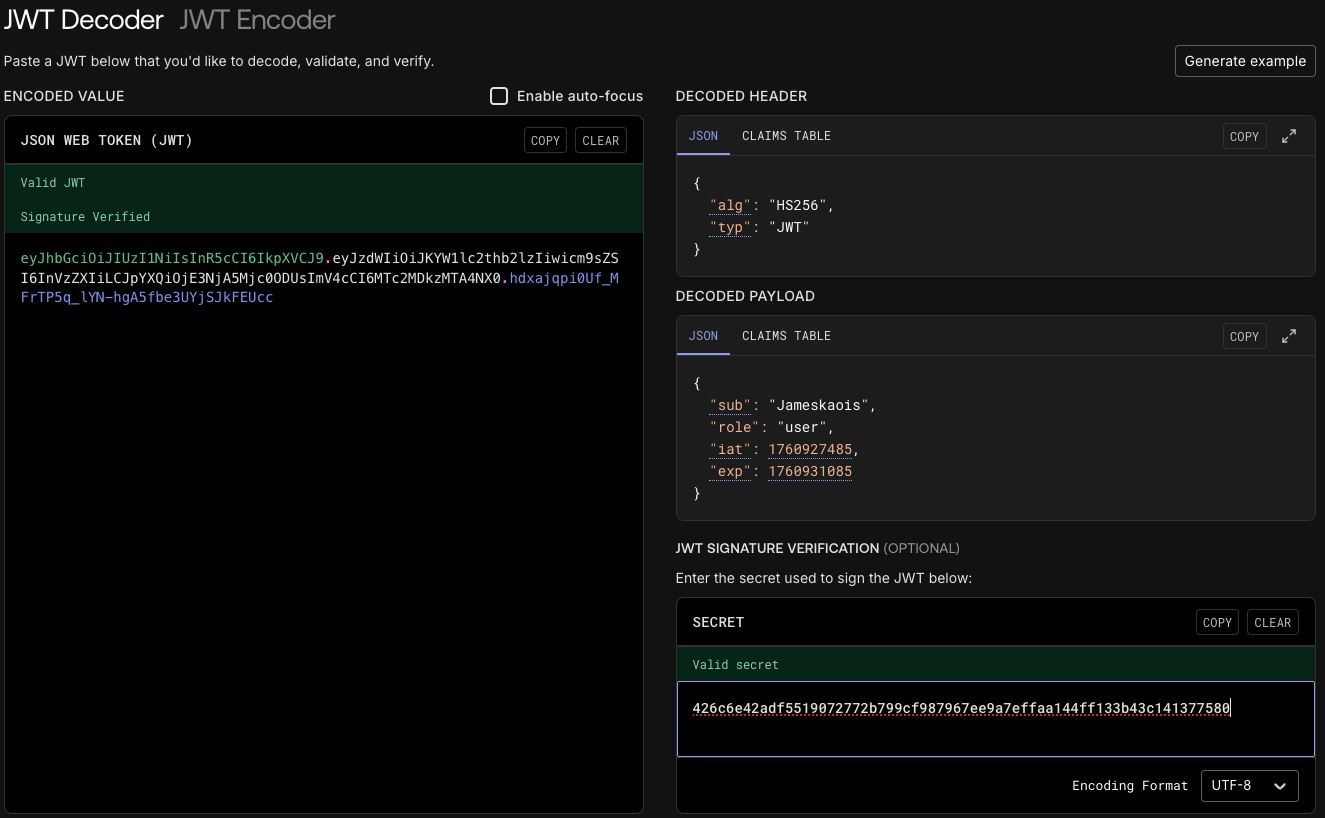 JWT Decoder JWT Encoder
Paste a JWT below that you'd like to decode, validate, and verify.
Generate example
ENCODED VALUE
Enable auto-focus
JSON WEB TOKEN (JWT)
COPY
CLEAR
Valid JWT
Signature Verified
eyJhbGciOiJIUzI1NiIsInR5cCI6IkpXVCJ9.eyJzdWIiOiJKYW1lc2thb2lzIiwicm9sZS
I6InVzZXIiLCJpYXQiOjE3NjA5Mjc0ODUsImV4cCI6MTc2MDkzMTA4NX0.hdxajqpi0Uf_M
FrTP5q_lYN-hgA5fbe3UYjSJkFEUcc
DECODED HEADER
JSON
CLAIMS TABLE
COPY
{
"alg": "HS256",
"typ": "JWT"
}
DECODED PAYLOAD
JSON
CLAIMS TABLE
COPY
{
"sub": "Jameskaois",
"role": "user",
"iat": 1760927485,
"exp": 1760931085
}
JWT SIGNATURE VERIFICATION (OPTIONAL)
Enter the secret used to sign the JWT below:
SECRET
COPY
CLEAR
Valid secret
426c6e42adf5519072772b799cf987967ee9a7effaa144ff133b43c141377580
Encoding Format
UTF-8